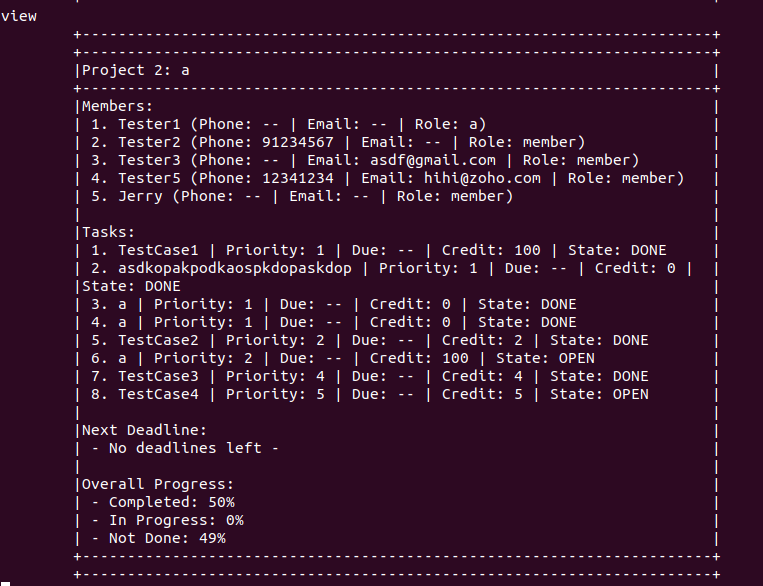 view
+----------------------------------------------------------------------+
+----------------------------------------------------------------------+
|Project 2: a |
+----------------------------------------------------------------------+
|Members: |
| 1. Tester1 (Phone: -- | Email: -- | Role: a) |
| 2. Tester2 (Phone: 91234567 | Email: -- | Role: member) |
| 3. Tester3 (Phone: -- | Email: asdf@gmail.com | Role: member) |
| 4. Tester5 (Phone: 12341234 | Email: hihi@zoho.com | Role: member) |
| 5. Jerry (Phone: -- | Email: -- | Role: member) |
| |
|Tasks: |
| 1. TestCase1 | Priority: 1 | Due: -- | Credit: 100 | State: DONE |
| 2. asdkopakpodkaospkdopaskdop | Priority: 1 | Due: -- | Credit: 0 | |
|State: DONE |
| 3. a | Priority: 1 | Due: -- | Credit: 0 | State: DONE |
| 4. a | Priority: 1 | Due: -- | Credit: 0 | State: DONE |
| 5. TestCase2 | Priority: 2 | Due: -- | Credit: 2 | State: DONE |
| 6. a | Priority: 2 | Due: -- | Credit: 100 | State: OPEN |
| 7. TestCase3 | Priority: 4 | Due: -- | Credit: 4 | State: DONE |
| 8. TestCase4 | Priority: 5 | Due: -- | Credit: 5 | State: OPEN |
| |
|Next Deadline: |
| - No deadlines left - |
| |
|Overall Progress: |
| - Completed: 50% |
| - In Progress: 0% |
| - Not Done: 49% |
+----------------------------------------------------------------------+
+----------------------------------------------------------------------+